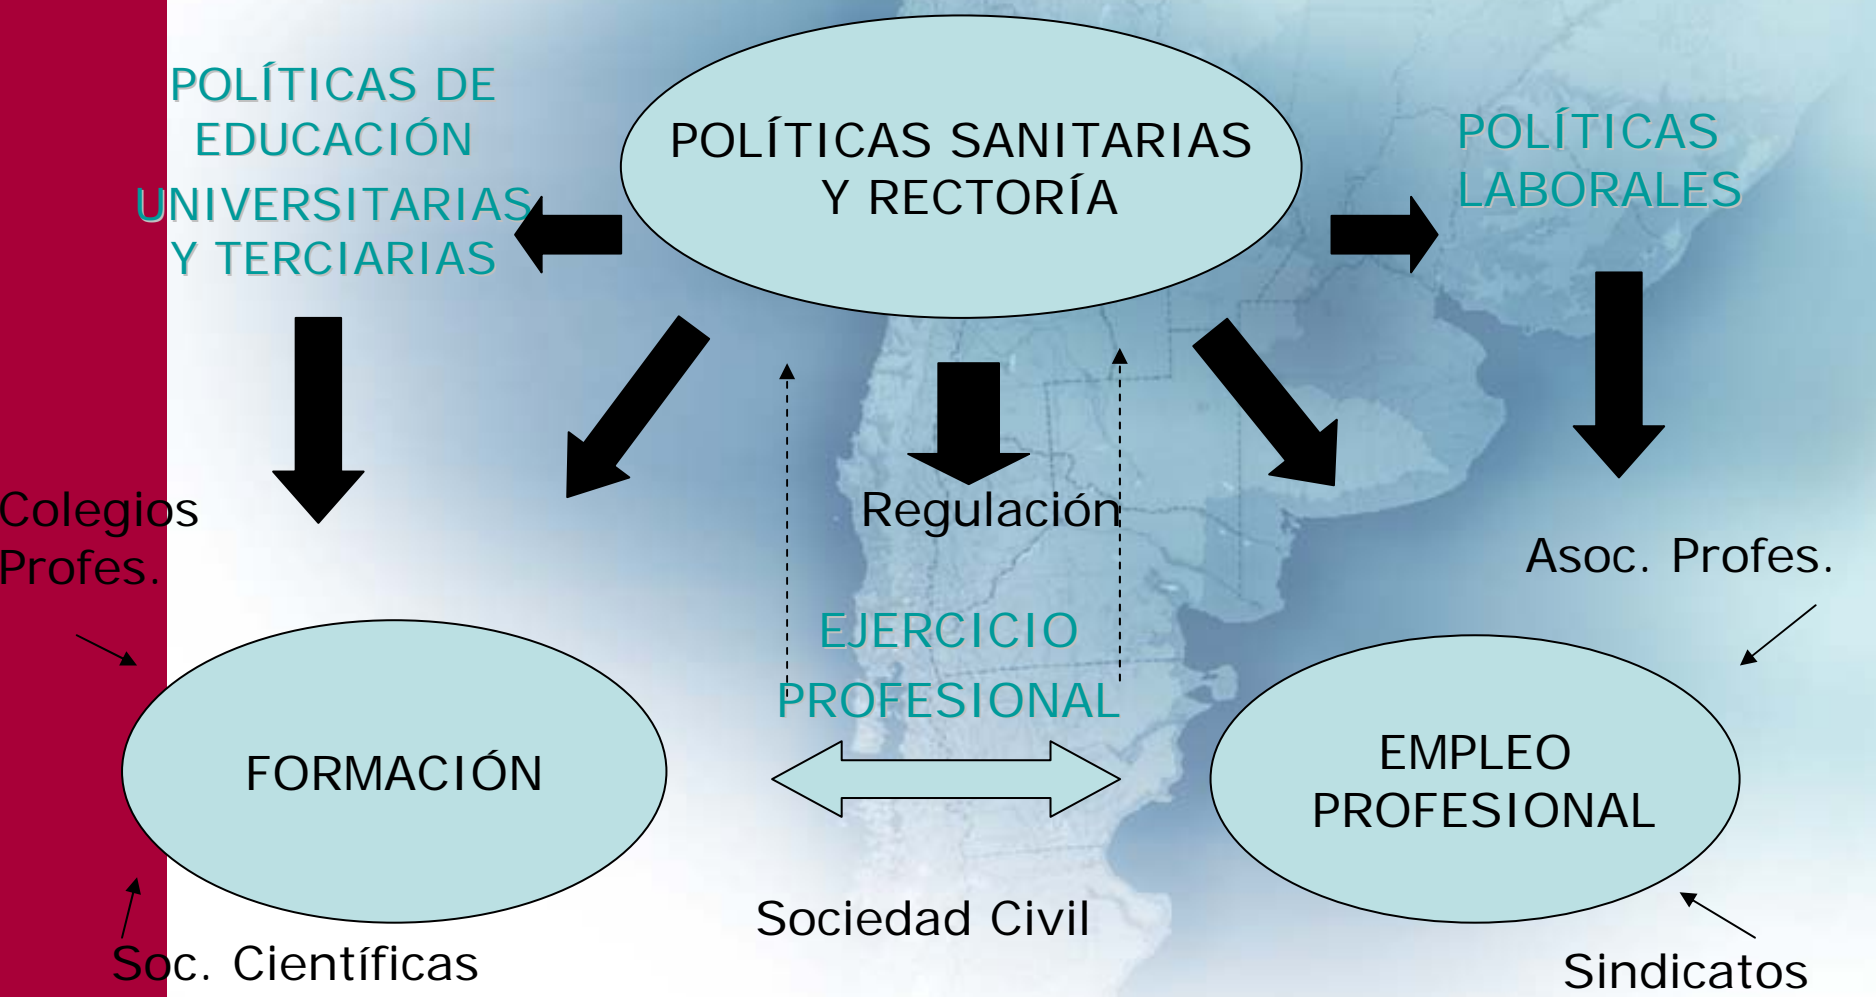 POLÍTICAS DE
EDUCACIÓN
UNIVERSITARIAS
Y TERCIARIAS
POLÍTICAS SANITARIAS
Y RECTORÍA
POLÍTICAS
LABORALES
Colegios
Profes.
Regulación
Asoc. Profes.
EJERCICIO
PROFESIONAL
FORMACIÓN
EMPLEO
PROFESIONAL
Sociedad Civil
Soc. Científicas
Sindicatos